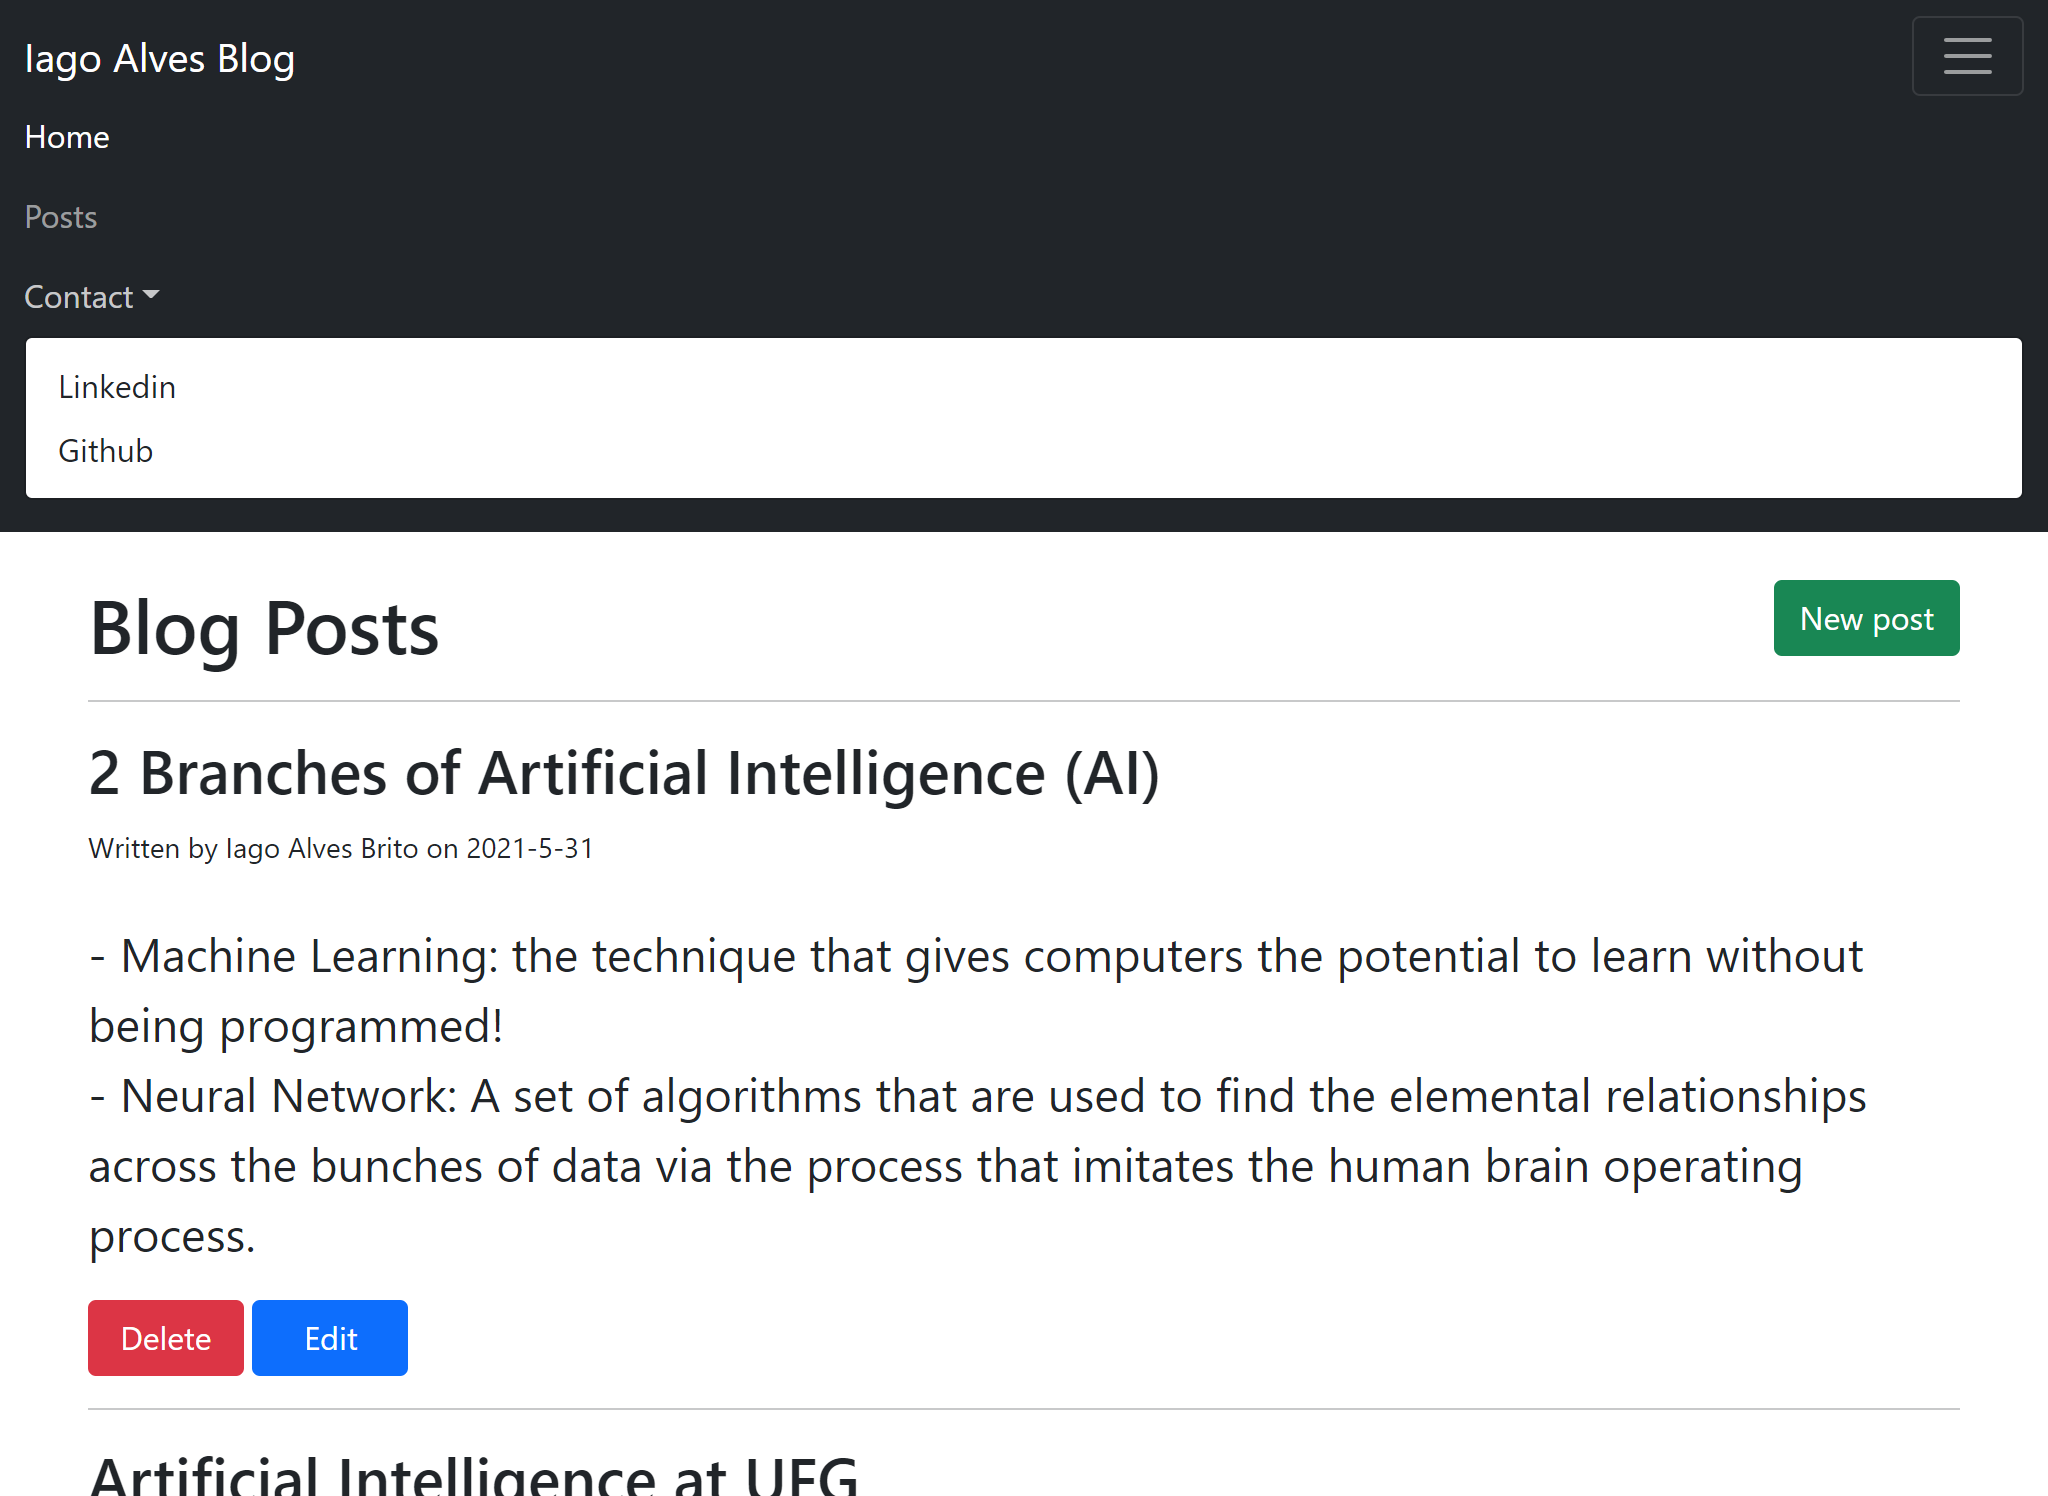 Iago Alves Blog
Home
Posts
Contact
Linkedin
Github
Blog Posts
New post
2 Branches of Artificial Intelligence (AI)
Written by Iago Alves Brito on 2021-5-31
- Machine Learning: the technique that gives computers the potential to learn without
being programmed!
- Neural Network: A set of algorithms that are used to find the elemental relationships
across the bunches of data via the process that imitates the human brain operating
process.
Delete
Edit
Artificial Intelligence at UFG